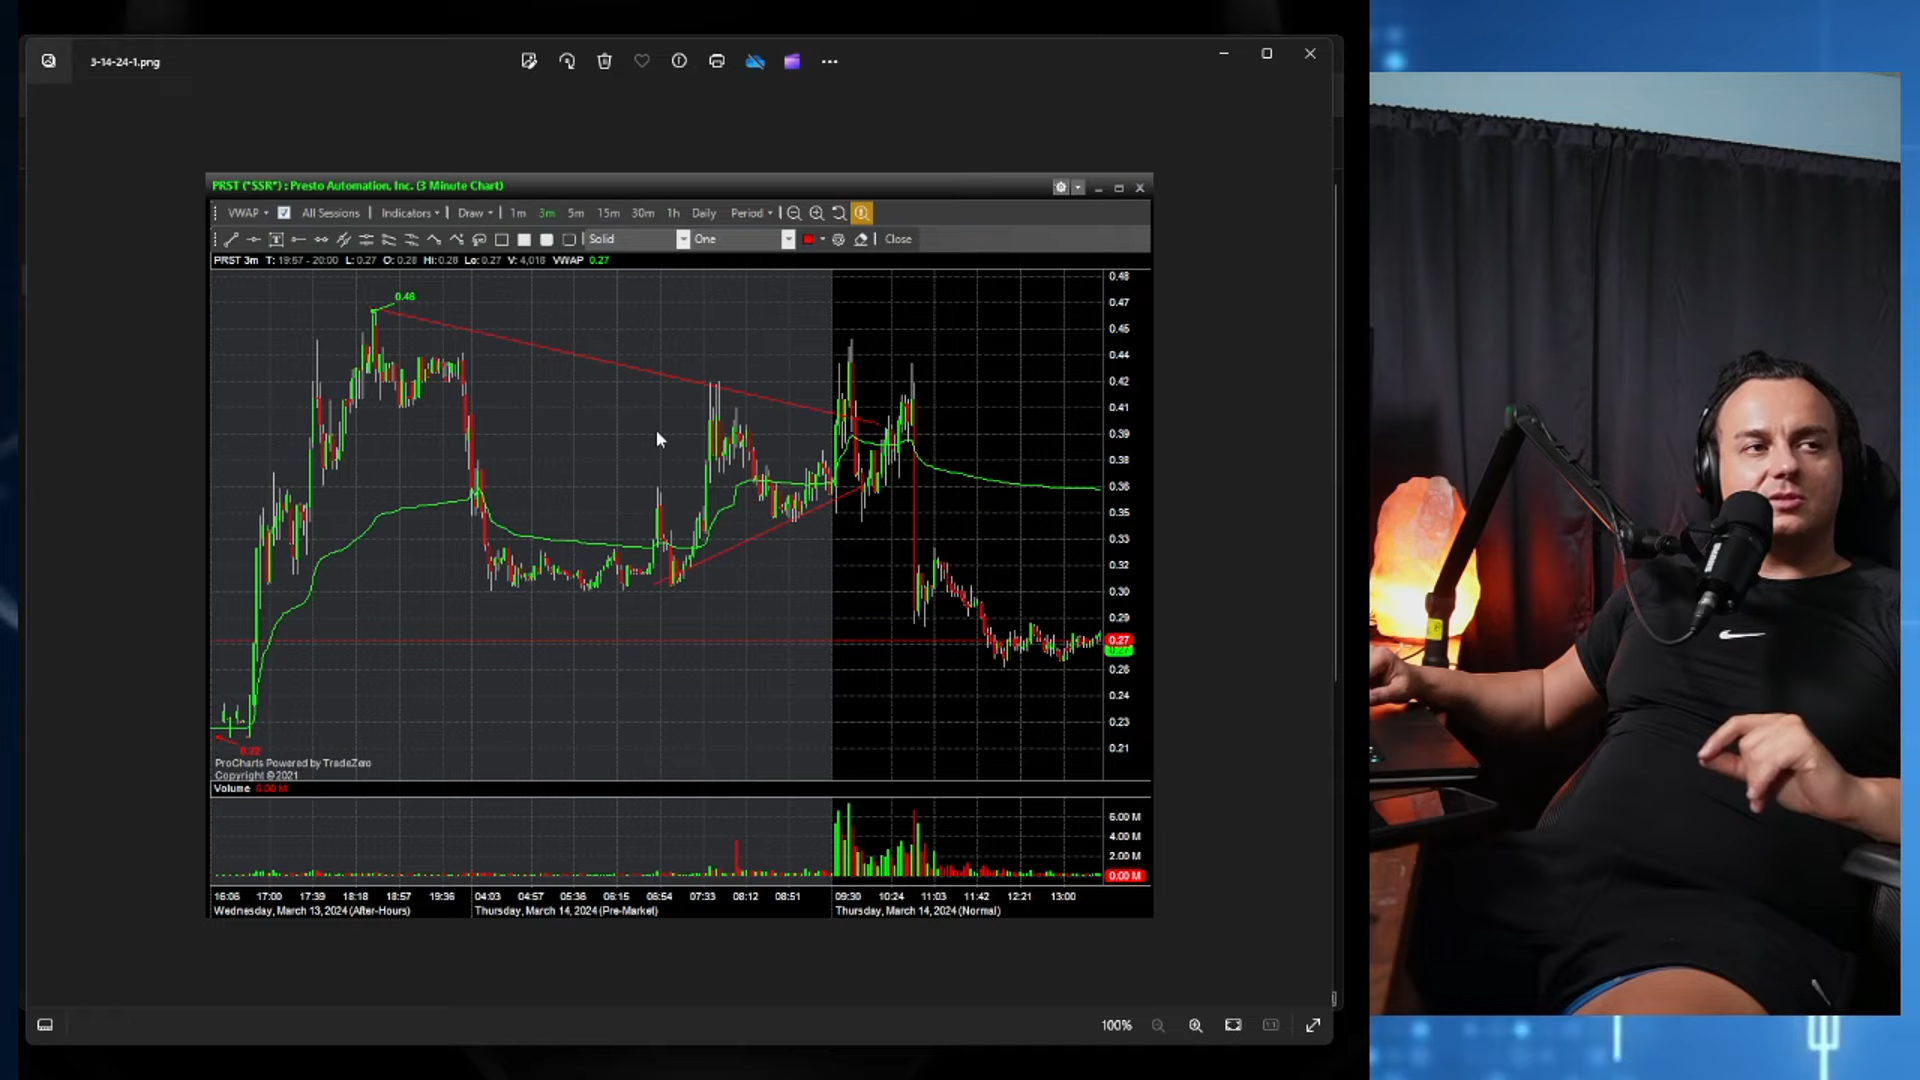 3-14-24-1.png
PRST ("SSR") : Presto Automation, Inc. (3 Minute Chart)
VWAP All Sessions Indicators Draw 1m 3m 5m 15m 30m 1h Daily Period
Solid One Close
PRST 3m T: 19:57 - 20:00 L: 0.27 O: 0.28 Hi: 0.28 Lo: 0.27 V: 4,018 VWAP 0.27
0.48
0.46
0.47
0.45
0.44
0.42
0.41
0.39
0.38
0.36
0.35
0.33
0.32
0.30
0.29
0.27
0.27
0.26
0.24
0.23
0.22
0.21
ProCharts Powered by TradeZero
Copyright © 2021
Volume 0.00 M
6.00 M
4.00 M
2.00 M
0.00 M
16:06 17:00 17:39 18:18 18:57 19:36 04:03 04:57 05:36 06:15 06:54 07:33 08:12 08:51 09:30 10:24 11:03 11:42 12:21 13:00
Wednesday, March 13, 2024 (After-Hours) Thursday, March 14, 2024 (Pre-Market) Thursday, March 14, 2024 (Normal)
100%